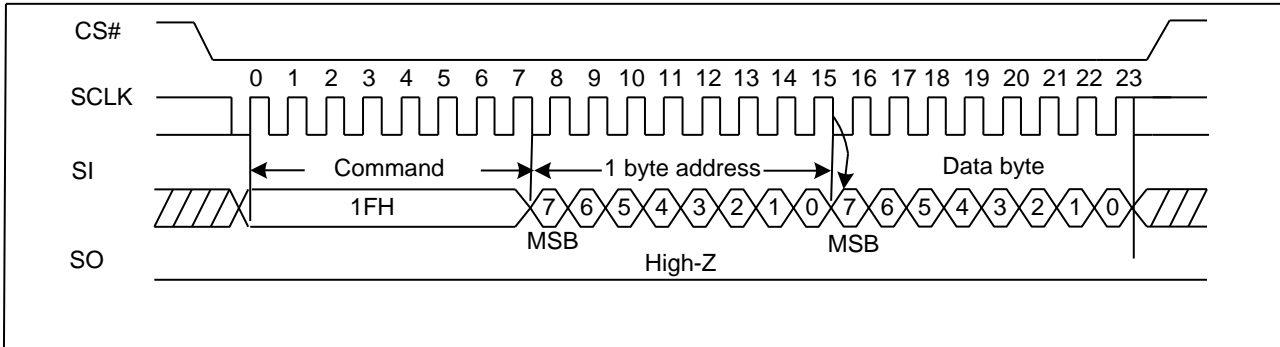 CS#
0 1 2 3 4 5 6 7 8 9 10 11 12 13 14 15 16 17 18 19 20 21 22 23
SCLK
SI
Command
1 byte address
Data byte
1FH
7 6 5 4 3 2 1 0 7 6 5 4 3 2 1 0
MSB
MSB
SO
High-Z